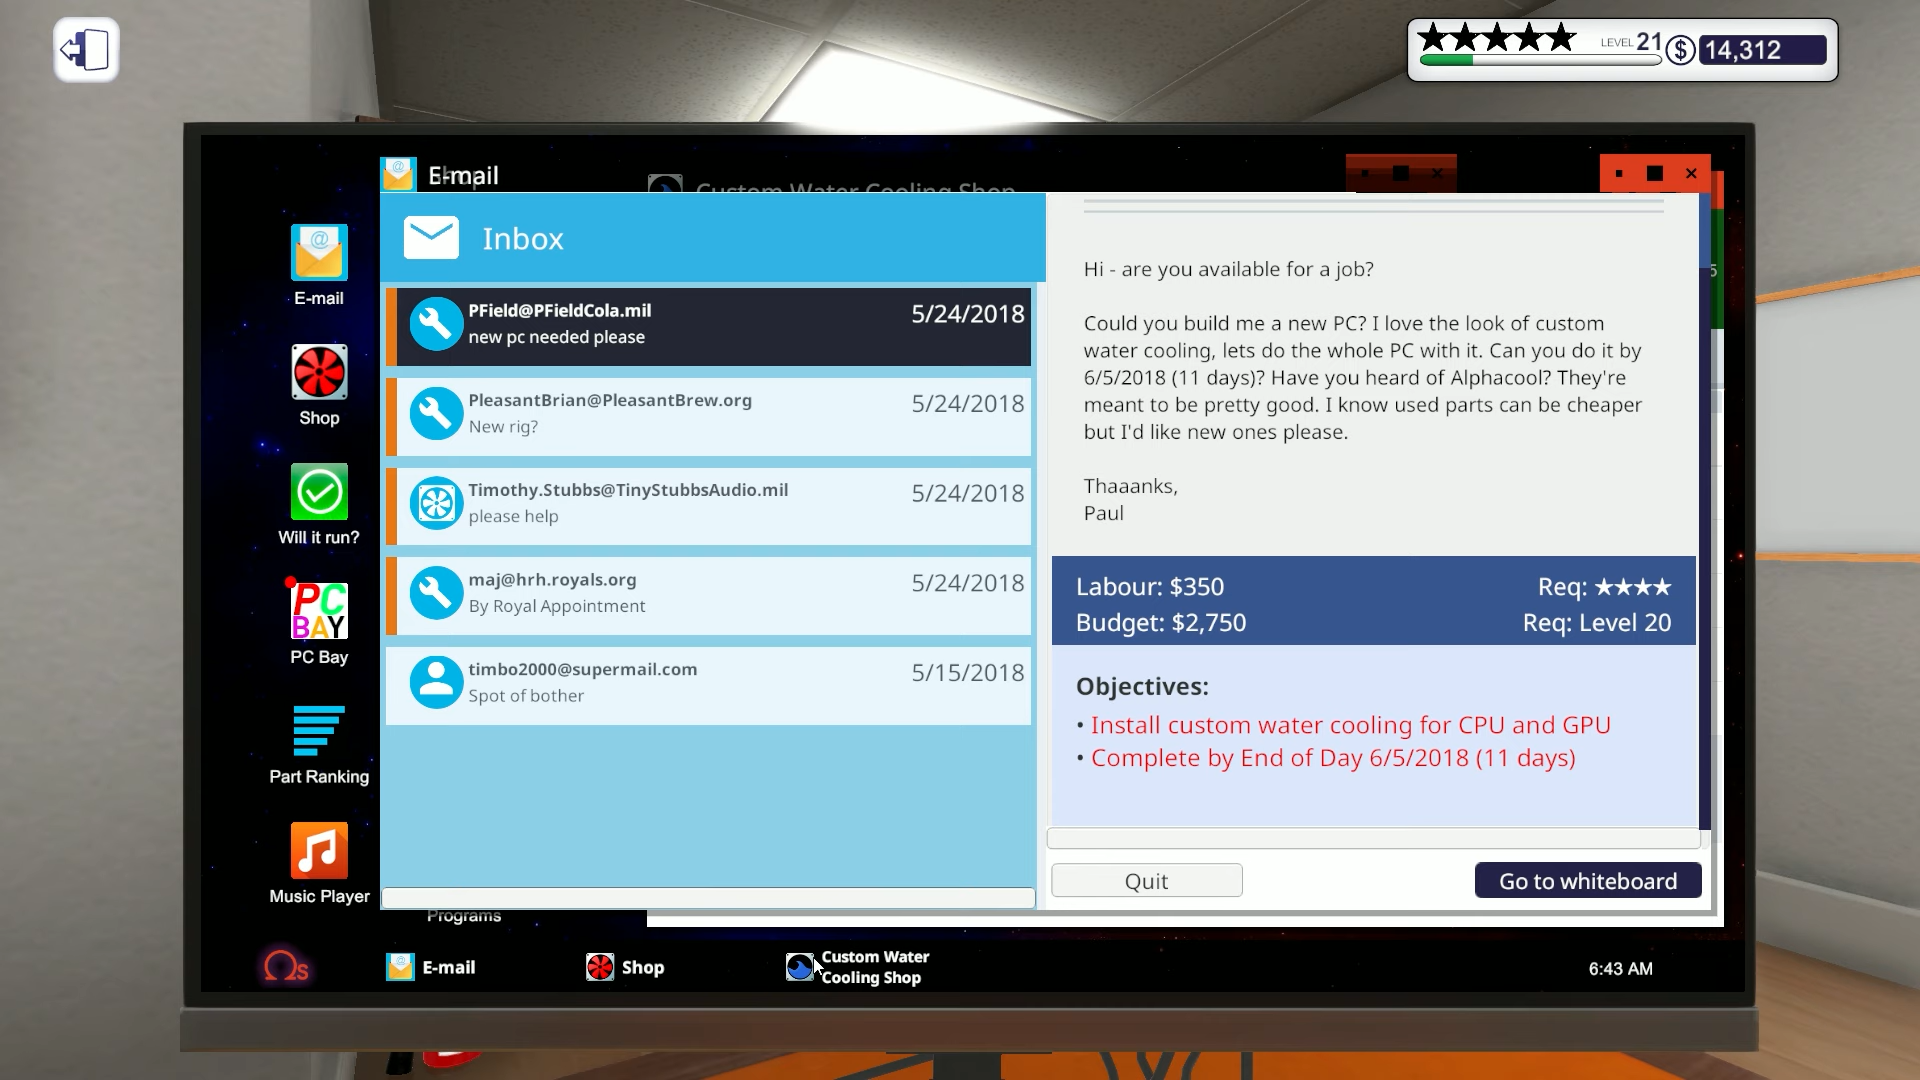 LEVEL 21
$ 14,312
E-mail
Custom Water Cooling Shop
Inbox
E-mail
Shop
Will it run?
PC
BAY
PC Bay
Part Ranking
Music Player
PField@PFieldCola.mil
5/24/2018
new pc needed please
PleasantBrian@PleasantBrew.org
5/24/2018
New rig?
Timothy.Stubbs@TinyStubbsAudio.mil
5/24/2018
please help
maj@hrh.royals.org
5/24/2018
By Royal Appointment
timbo2000@supermail.com
5/15/2018
Spot of bother
Hi - are you available for a job?
Could you build me a new PC? I love the look of custom
water cooling, lets do the whole PC with it. Can you do it by
6/5/2018 (11 days)? Have you heard of Alphacool? They're
meant to be pretty good. I know used parts can be cheaper
but I'd like new ones please.
Thaaanks,
Paul
Labour: $350
Req: ★★★★
Budget: $2,750
Req: Level 20
Objectives:
• Install custom water cooling for CPU and GPU
• Complete by End of Day 6/5/2018 (11 days)
Quit
Go to whiteboard
Programs
Ωs
E-mail
Shop
Custom Water
Cooling Shop
6:43 AM